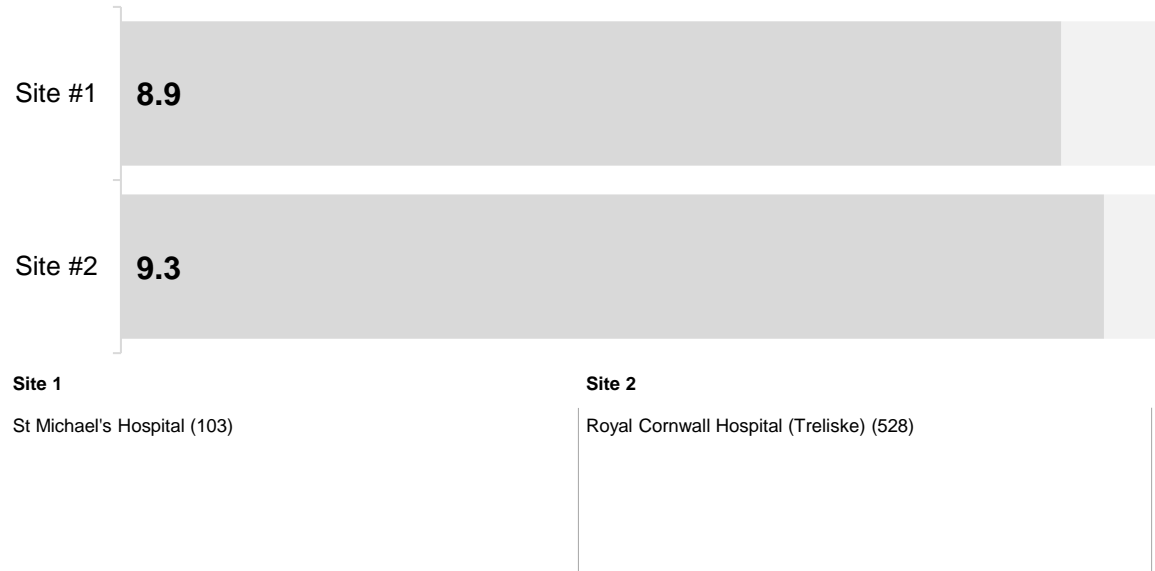 Site #1
8.9
Site #2
9.3
Site 1
St Michael's Hospital (103)
Site 2
Royal Cornwall Hospital (Treliske) (528)